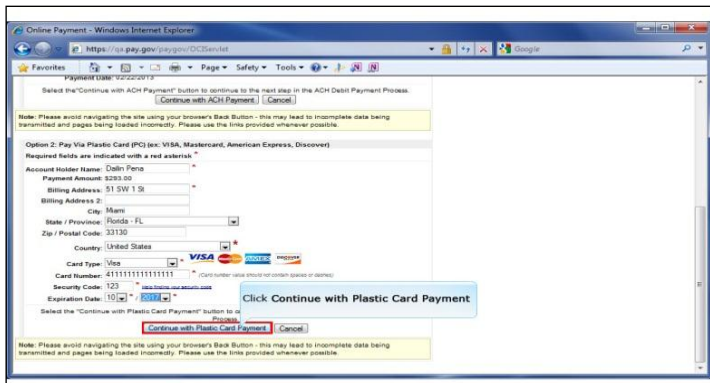 Online Payment - Windows Internet Explorer
https://qa.pay.gov/paygov/OCIServlet
Google
Favorites
Page Safety Tools
Payment Date: 02/22/2013
Select the "Continue with ACH Payment" button to continue to the next step in the ACH Debit Payment Process.
Continue with ACH Payment Cancel
Note: Please avoid navigating the site using your browser's Back Button - this may lead to incomplete data being
transmitted and pages being loaded incorrectly. Please use the links provided whenever possible.
Option 2: Pay Via Plastic Card (PC) (ex: VISA, Mastercard, American Express, Discover)
Required fields are indicated with a red asterisk *
Account Holder Name: Dailin Pena *
Payment Amount: $293.00
Billing Address: 51 SW 1 St *
Billing Address 2:
City: Miami
State / Province: Florida - FL
Zip / Postal Code: 33130
Country: United States *
Card Type: Visa * VISA AMEX DISCOVER
Card Number: 4111111111111111 * (Card number value should not contain spaces or dashes)
Security Code: 123 * Help finding your security code
Expiration Date: 10 * / 2017 *
Click Continue with Plastic Card Payment
Select the "Continue with Plastic Card Payment" button to
Process.
Continue with Plastic Card Payment Cancel
Note: Please avoid navigating the site using your browser's Back Button - this may lead to incomplete data being
transmitted and pages being loaded incorrectly. Please use the links provided whenever possible.